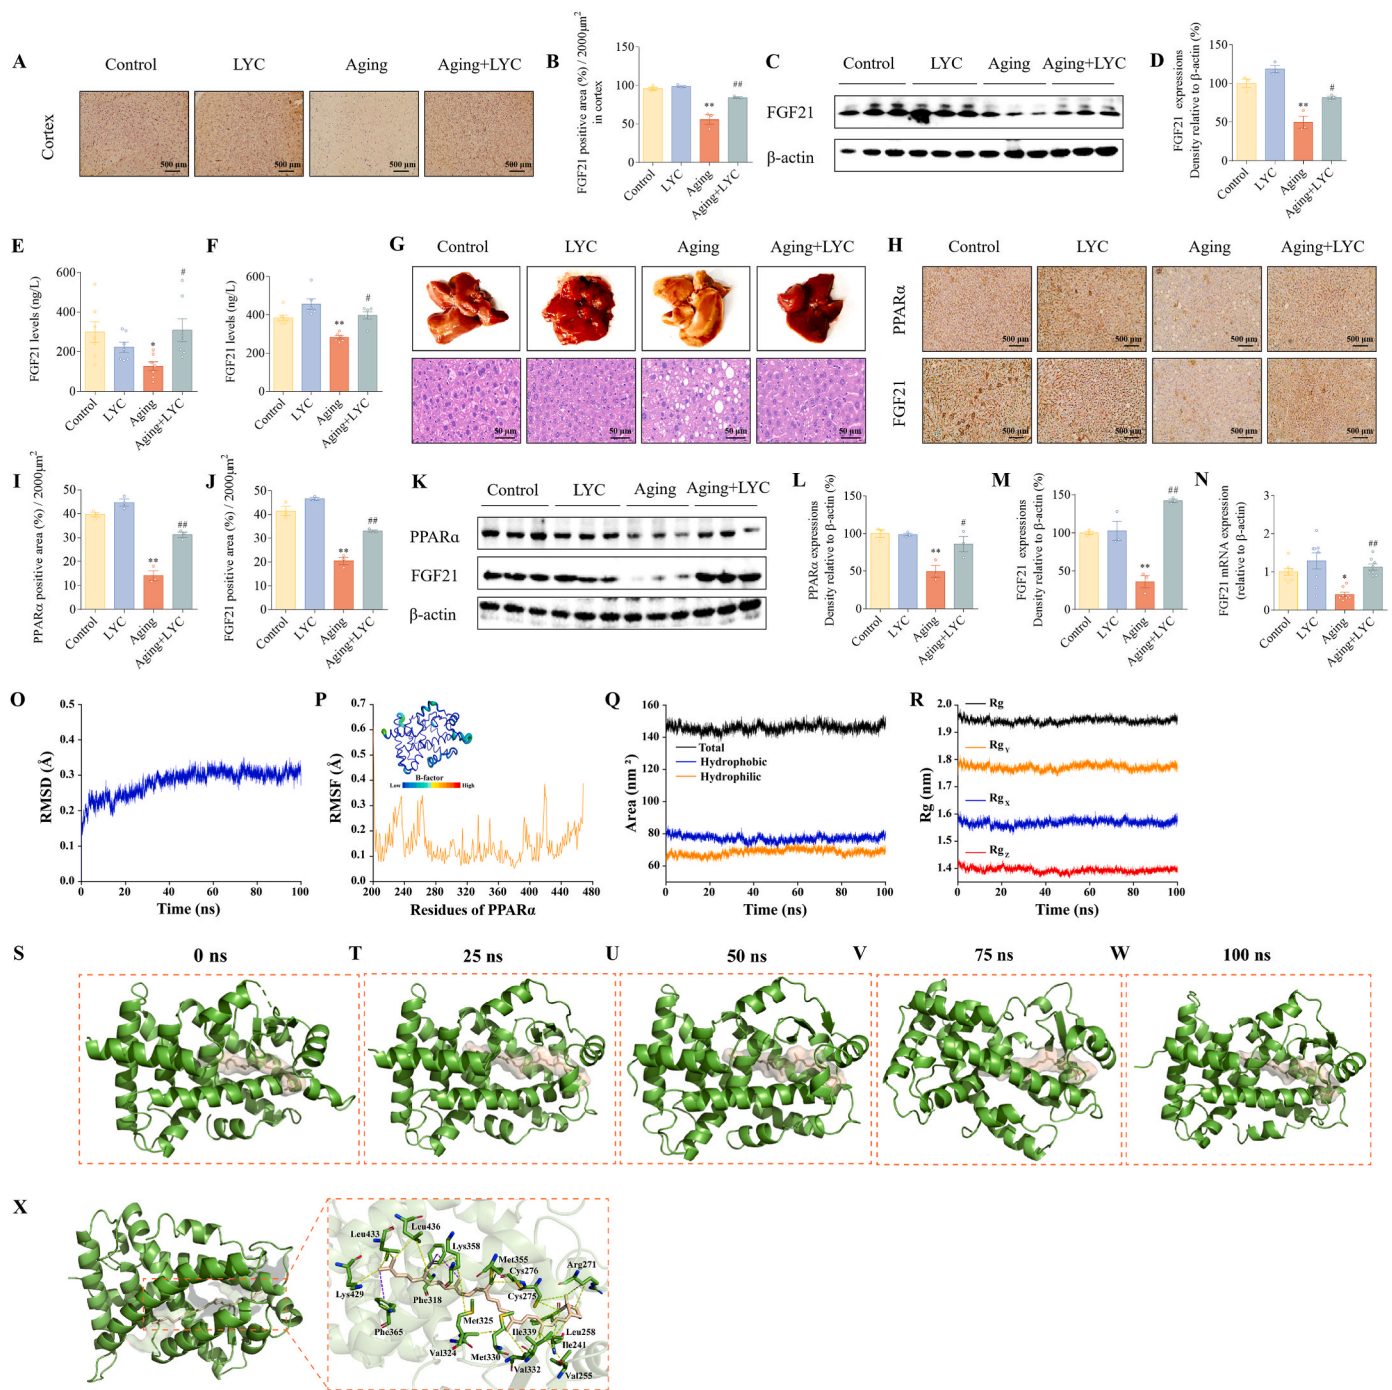 A
Control
LYC
Aging
Aging+LYC
Cortex
500 μm
500 μm
500 μm
500 μm
B
FGF21 positive area (%) / 2000μm²
in cortex
150
100
50
0
**
##
Control
LYC
Aging
Aging+LYC
C
Control
LYC
Aging
Aging+LYC
FGF21
β-actin
D
FGF21 expressions
Density relative to β-actin (%)
150
100
50
0
**
#
Control
LYC
Aging
Aging+LYC
E
FGF21 levels (ng/L)
600
400
200
0
*
#
Control
LYC
Aging
Aging+LYC
F
FGF21 levels (ng/L)
600
400
200
0
**
#
Control
LYC
Aging
Aging+LYC
G
Control
LYC
Aging
Aging+LYC
50 μm
50 μm
50 μm
50 μm
H
Control
LYC
Aging
Aging+LYC
PPARα
500 μm
500 μm
500 μm
500 μm
FGF21
500 μm
500 μm
500 μm
500 μm
I
PPARα positive area (%) / 2000μm²
50
40
30
20
10
0
**
##
Control
LYC
Aging
Aging+LYC
J
FGF21 positive area (%) / 2000μm²
50
40
30
20
10
0
**
##
Control
LYC
Aging
Aging+LYC
K
Control
LYC
Aging
Aging+LYC
PPARα
FGF21
β-actin
L
PPARα expressions
Density relative to β-actin (%)
150
100
50
0
**
#
Control
LYC
Aging
Aging+LYC
M
FGF21 expressions
Density relative to β-actin (%)
150
100
50
0
**
##
Control
LYC
Aging
Aging+LYC
N
FGF21 mRNA expression
(relative to β-actin)
3
2
1
0
*
##
Control
LYC
Aging
Aging+LYC
O
RMSD (Å)
0.5
0.4
0.3
0.2
0.1
0.0
0
20
40
60
80
100
Time (ns)
P
RMSF (Å)
0.7
0.6
0.5
0.4
0.3
0.2
0.1
0.0
B-factor
Low
High
200
240
280
320
360
400
440
480
Residues of PPARα
Q
Area (nm ²)
160
140
120
100
80
60
Total
Hydrophobic
Hydrophilic
0
20
40
60
80
100
Time (ns)
R
Rg (nm)
2.0
1.9
1.8
1.7
1.6
1.5
1.4
Rg
Rg Y
Rg X
Rg Z
0
20
40
60
80
100
Time (ns)
S
0 ns
T
25 ns
U
50 ns
V
75 ns
W
100 ns
X
Leu433
Leu436
Lys358
Met355
Cys276
Arg271
Cys275
Lys429
Phe318
Phe365
Met325
Ile339
Leu258
Val324
Met330
Ile241
Val332
Val255